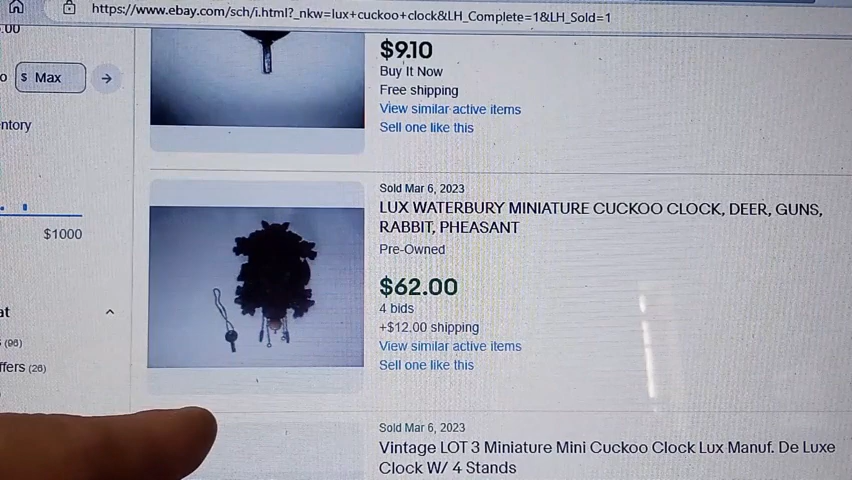 https://www.ebay.com/sch/i.html?_nkw=lux+cuckoo+clock&LH_Complete=1&LH_Sold=1
.00
$9.10
o $ Max
Buy It Now
Free shipping
View similar active items
ntory
Sell one like this
Sold Mar 6, 2023
LUX WATERBURY MINIATURE CUCKOO CLOCK, DEER, GUNS,
RABBIT, PHEASANT
$1000
Pre-Owned
$62.00
4 bids
at
+$12.00 shipping
(96)
View similar active items
ffers (26)
Sell one like this
Sold Mar 6, 2023
Vintage LOT 3 Miniature Mini Cuckoo Clock Lux Manuf. De Luxe
Clock W/ 4 Stands